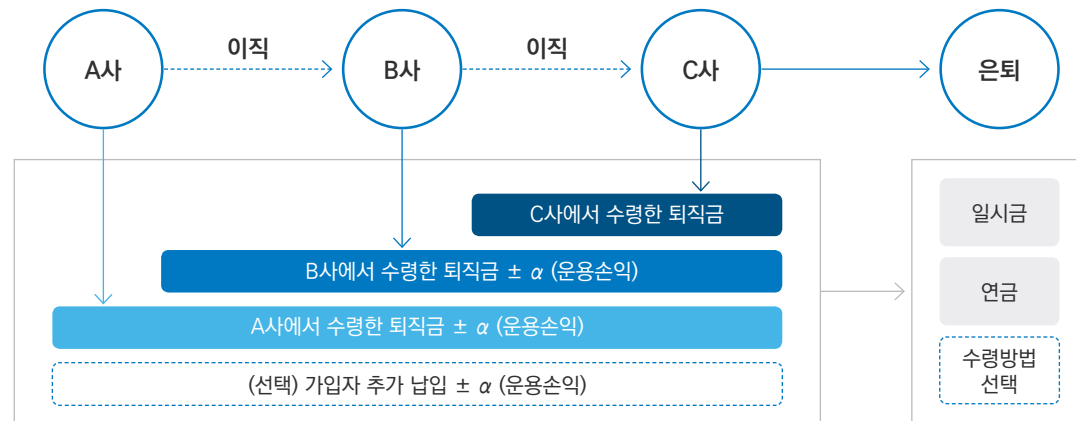 이직
이직
A사
B사
C사
은퇴
C사에서 수령한 퇴직금
일시금
B사에서 수령한 퇴직금 ± α (운용손익)
연금
A사에서 수령한 퇴직금 ± α (운용손익)
수령방법
선택
(선택) 가입자 추가 납입 ± α (운용손익)